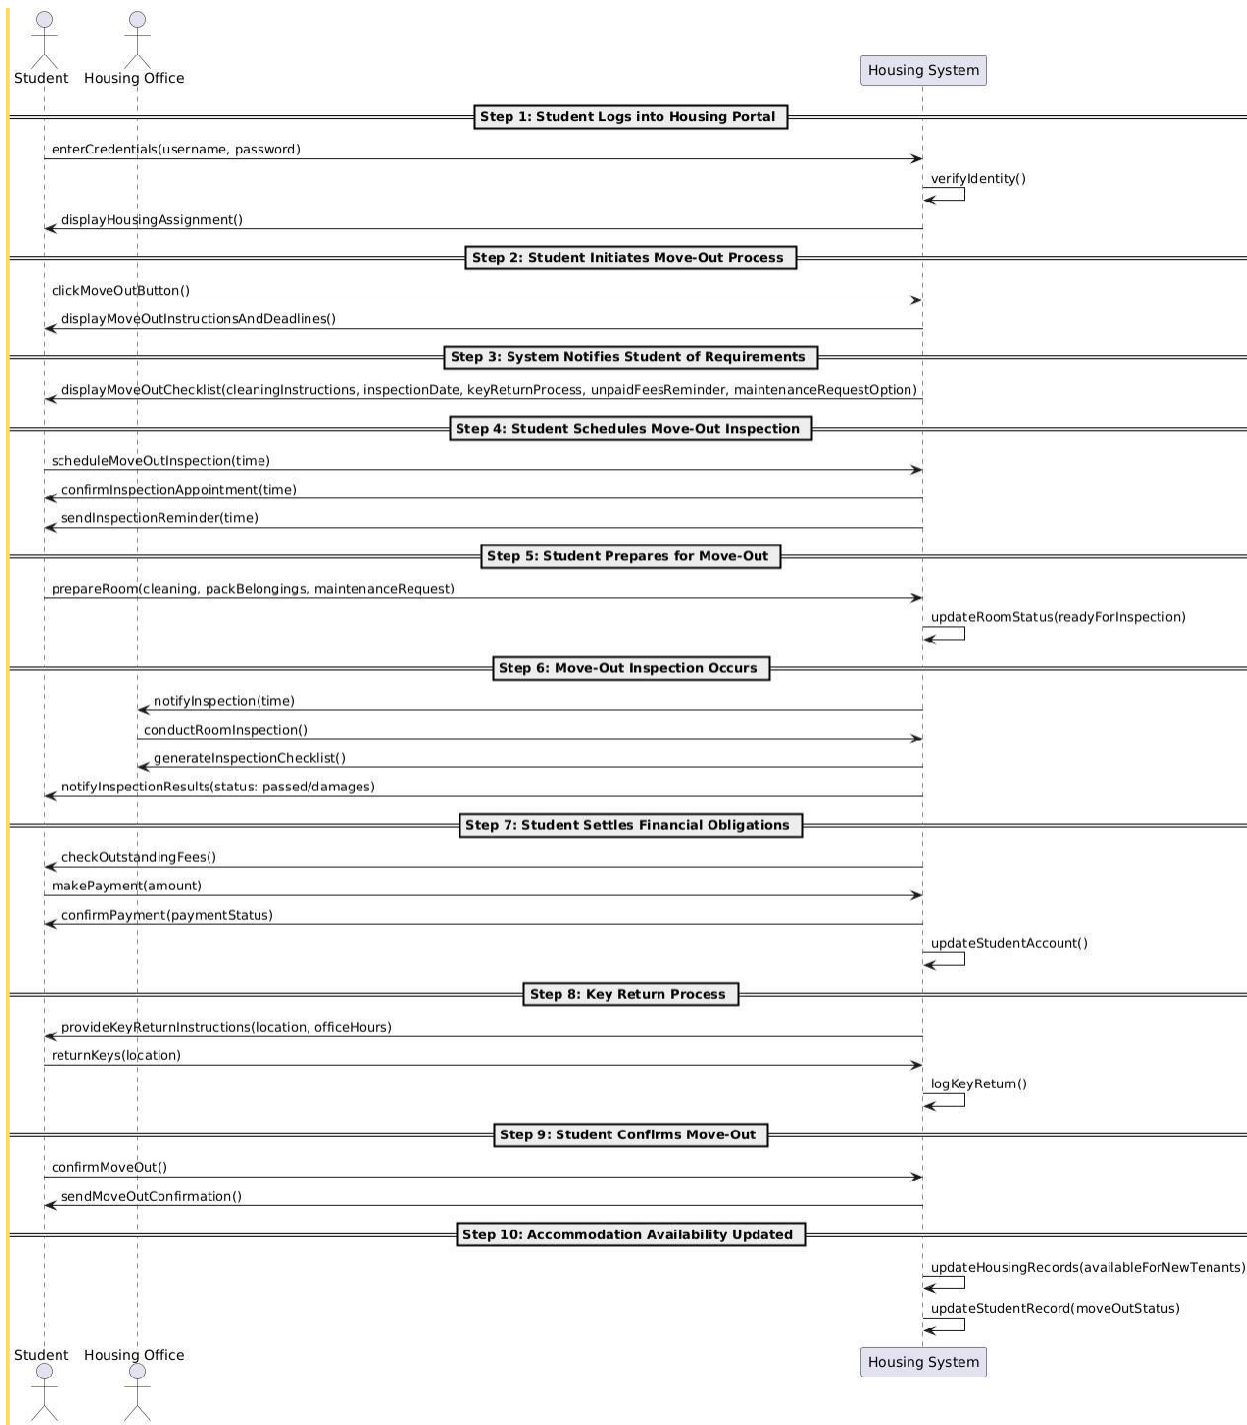 Student
Housing Office
Housing System
Step 1: Student Logs into Housing Portal
enterCredentials(username, password)
verifyIdentity()
displayHousingAssignment()
Step 2: Student Initiates Move-Out Process
clickMoveOutButton()
displayMoveOutInstructionsAndDeadlines()
Step 3: System Notifies Student of Requirements
displayMoveOutChecklist(clearingInstructions, inspectionDate, keyReturnProcess, unpaidFeesReminder, maintenanceRequestOption)
Step 4: Student Schedules Move-Out Inspection
scheduleMoveOutInspection(time)
confirmInspectionAppointment(time)
sendInspectionReminder(time)
Step 5: Student Prepares for Move-Out
prepareRoom(cleaning, packBelongings, maintenanceRequest)
updateRoomStatus(readyForInspection)
Step 6: Move-Out Inspection Occurs
notifyInspection(time)
conductRoomInspection()
generateInspectionChecklist()
notifyInspectionResults(status: passed/damages)
Step 7: Student Settles Financial Obligations
checkOutstandingFees()
makePayment(amount)
confirmPayment(paymentStatus)
updateStudentAccount()
Step 8: Key Return Process
provideKeyReturnInstructions(location, officeHours)
returnKeys(location)
logKeyReturn()
Step 9: Student Confirms Move-Out
confirmMoveOut()
sendMoveOutConfirmation()
Step 10: Accommodation Availability Updated
updateHousingRecords(availableForNewTenants)
updateStudentRecord(moveOutStatus)
Student
Housing Office
Housing System